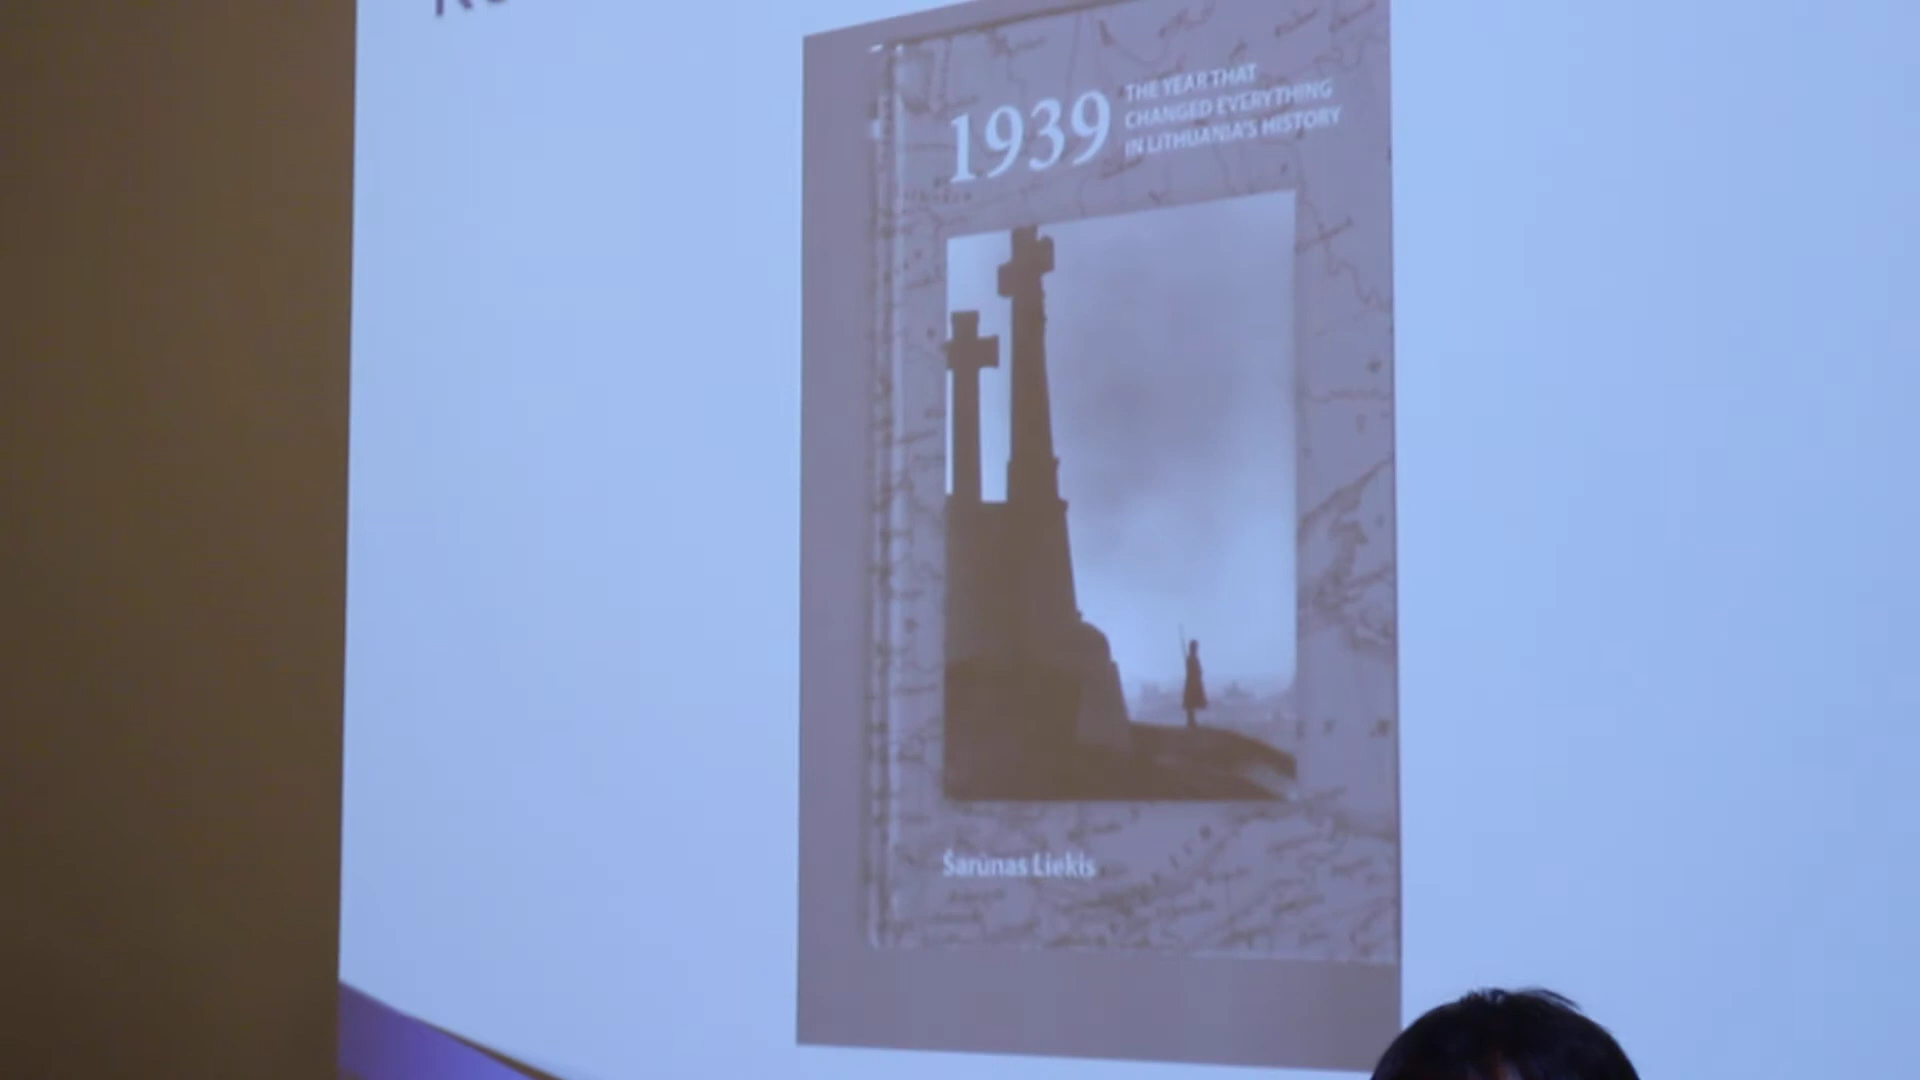 1939
THE YEAR THAT
CHANGED EVERYTHING
IN LITHUANIA'S HISTORY
Šarūnas Liekis